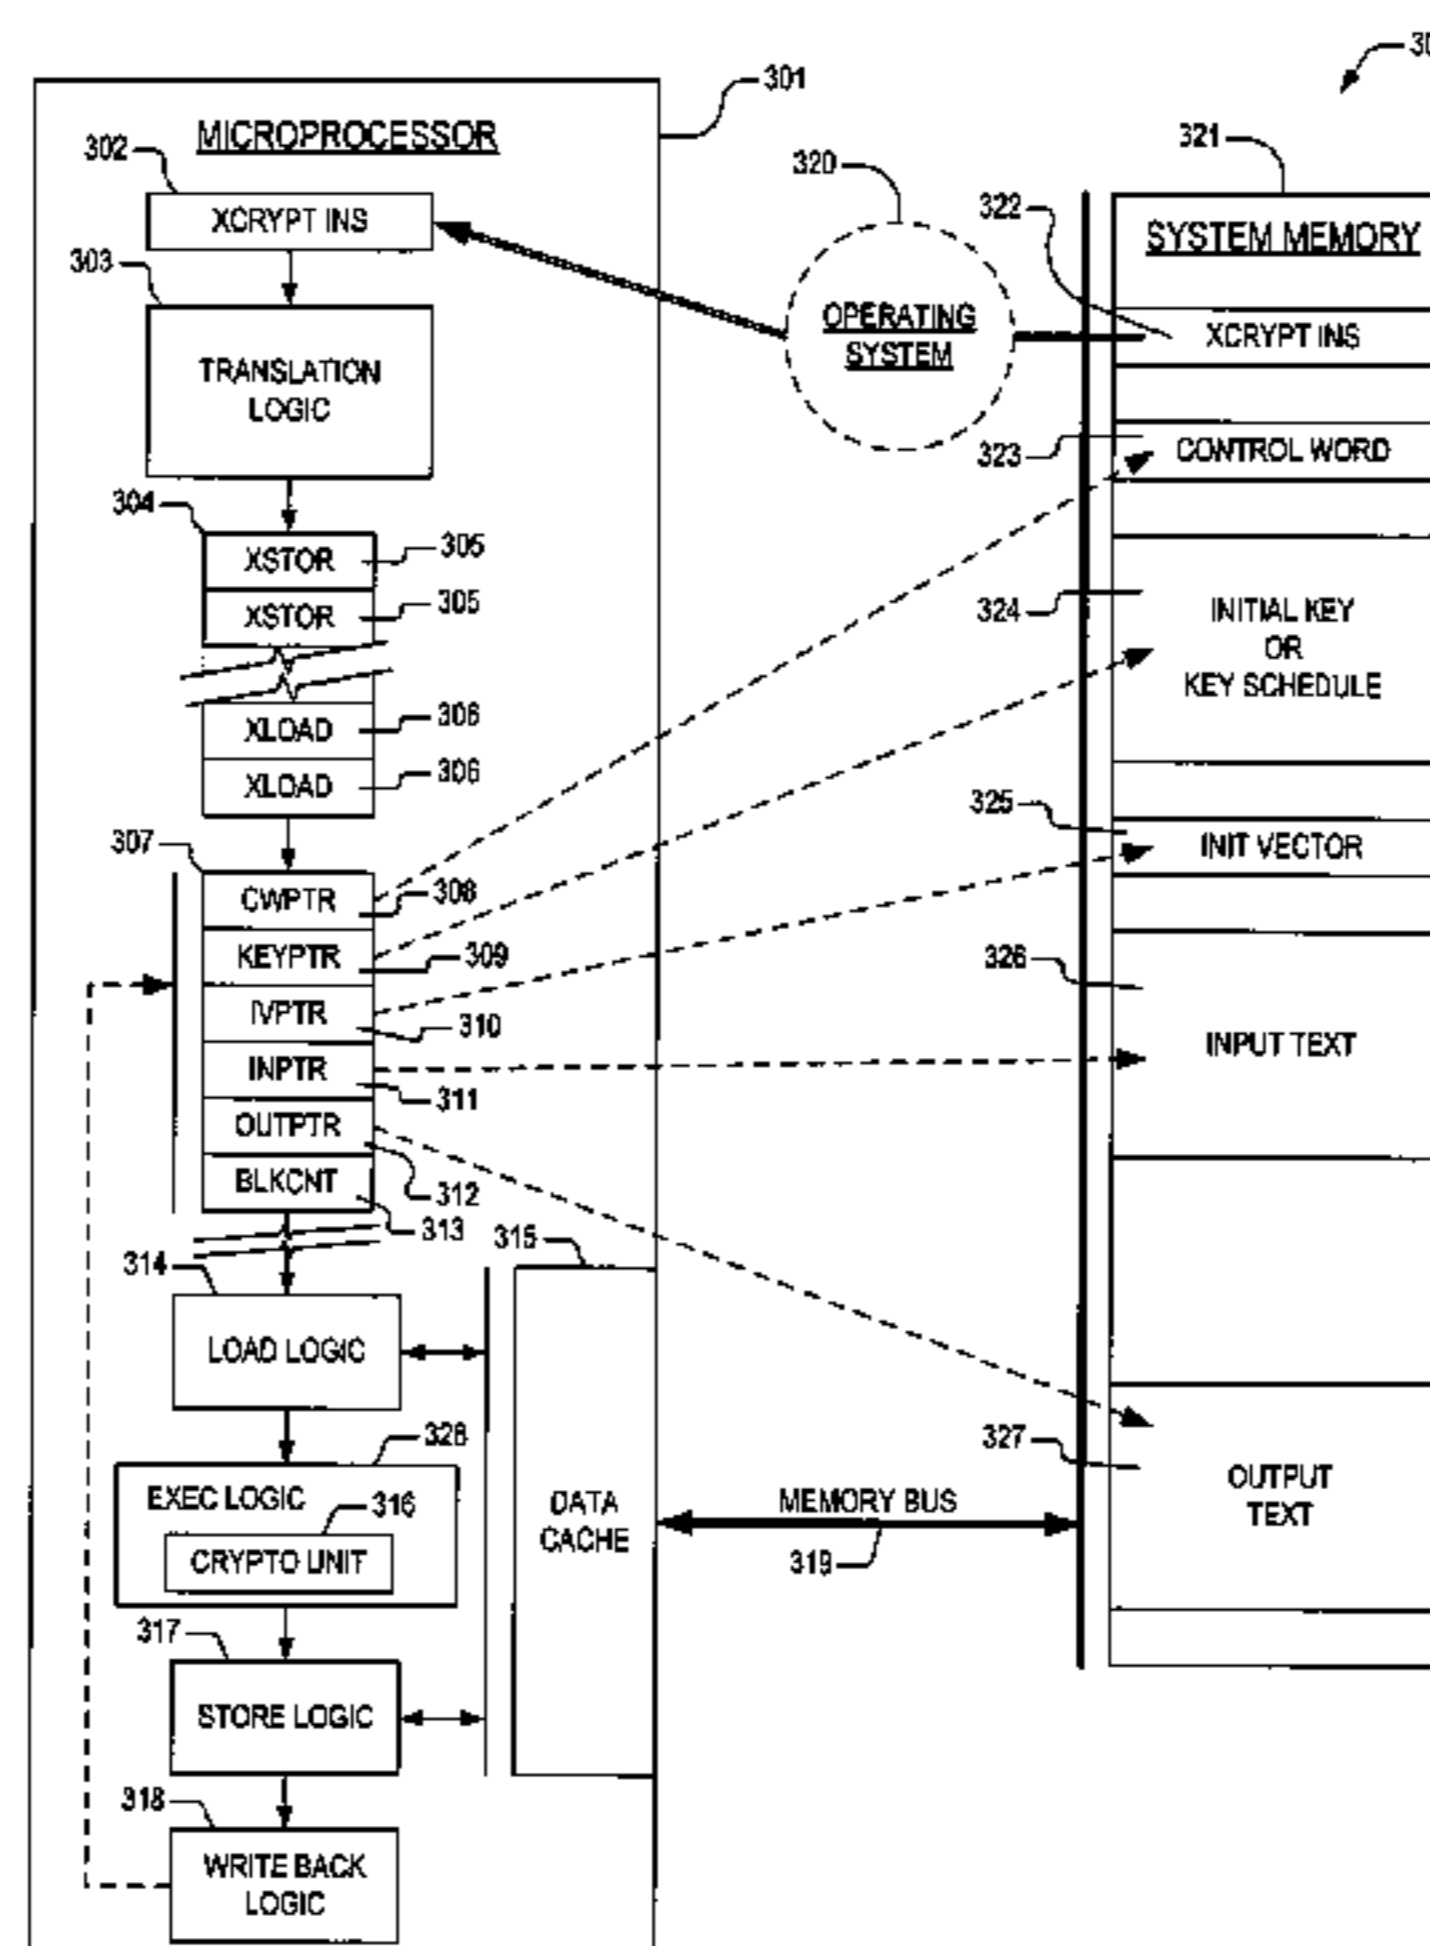 30
301
MICROPROCESSOR
302
XCRYPT INS
303
TRANSLATION
LOGIC
304
XSTOR
305
XSTOR
305
XLOAD
306
XLOAD
306
307
CWPTR
308
KEYPTR
309
IVPTR
310
INPTR
311
OUTPTR
312
BLKCNT
313
314
LOAD LOGIC
315
DATA
CACHE
328
EXEC LOGIC
316
CRYPTO UNIT
317
STORE LOGIC
318
WRITE BACK
LOGIC
320
OPERATING
SYSTEM
MEMORY BUS
319
321
SYSTEM MEMORY
322
XCRYPT INS
323
CONTROL WORD
324
INITIAL KEY
OR
KEY SCHEDULE
325
INIT VECTOR
326
INPUT TEXT
327
OUTPUT
TEXT